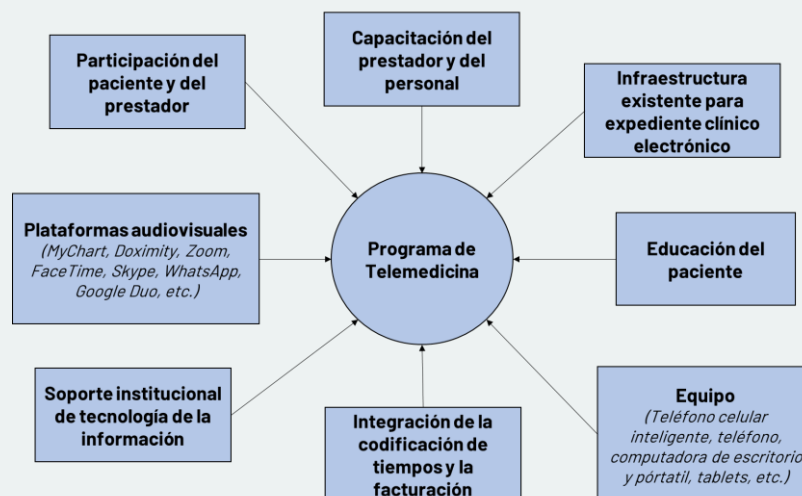 Participación del
paciente y del
prestador
Capacitación del
prestador y del
personal
Infraestructura
existente para
expediente clínico
electrónico
Plataformas audiovisuales
(MyChart, Doximity, Zoom,
FaceTime, Skype, WhatsApp,
Google Duo, etc.)
Programa de
Telemedicina
Educación del
paciente
Soporte institucional
de tecnología de la
información
Integración de la
codificación de
tiempos y la
facturación
Equipo
(Teléfono celular
inteligente, teléfono,
computadora de escritorio
y pórtatil, tablets, etc.)